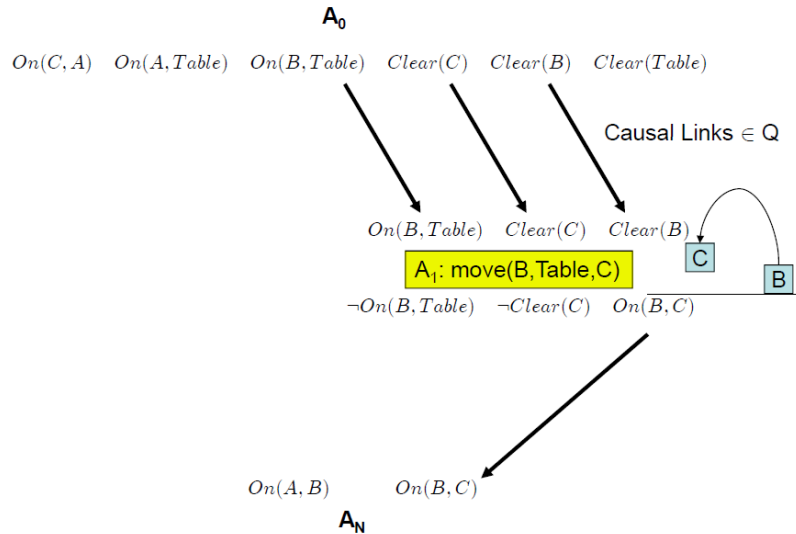 A₀
On(C, A) On(A, Table) On(B, Table) Clear(C) Clear(B) Clear(Table)
Causal Links ∈ Q
On(B, Table) Clear(C) Clear(B)
A₁: move(B,Table,C)
C
B
¬On(B, Table) ¬Clear(C) On(B, C)
On(A, B) On(B, C)
A_N